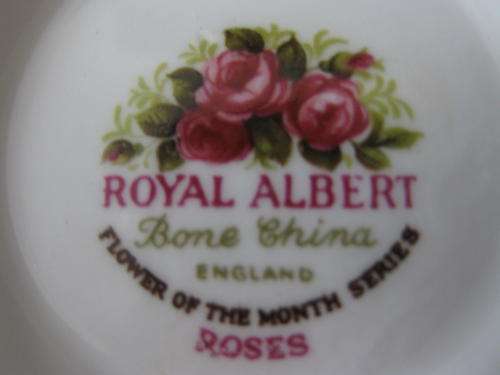 ROYAL ALBERT
Bone China
ENGLAND
FLOWER OF THE MONTH SERIES
ROSES